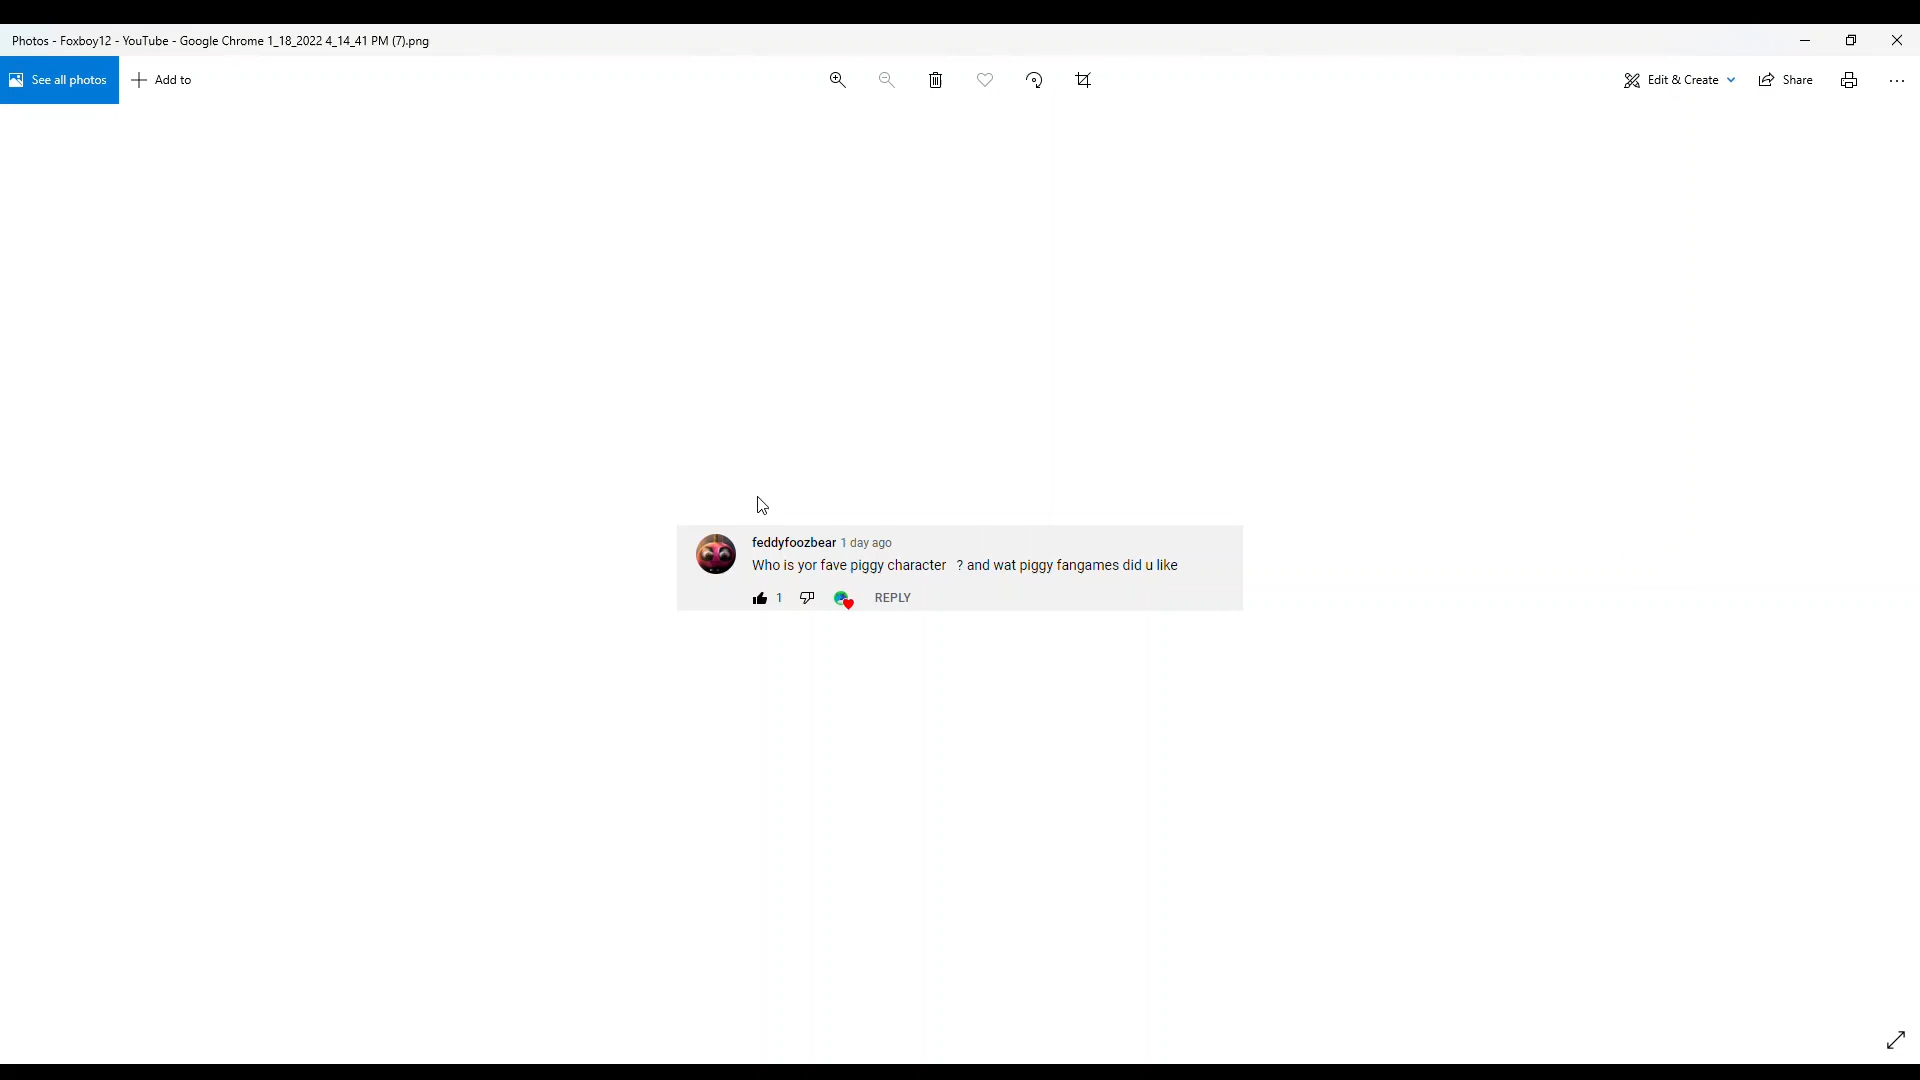 Photos - Foxboy12 - YouTube - Google Chrome 1_18_2022 4_14_41 PM (7).png
See all photos
Add to
Edit & Create
Share
feddyfoozbear 1 day ago
Who is yor fave piggy character ? and wat piggy fangames did u like
1
REPLY